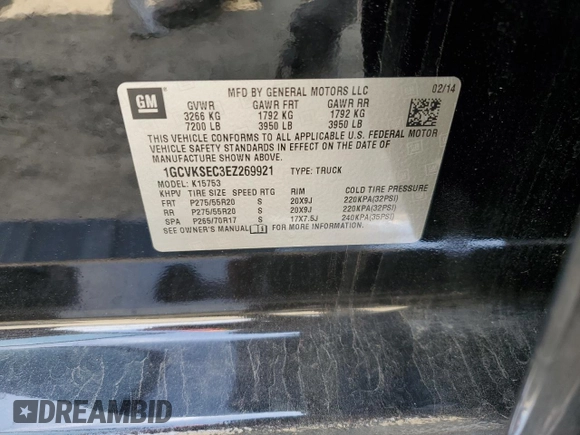 GM
MFD BY GENERAL MOTORS LLC 02/14
GVWR GAWR FRT GAWR RR
3266 KG 1792 KG 1792 KG
7200 LB 3950 LB 3950 LB
THIS VEHICLE CONFORMS TO ALL APPLICABLE U.S. FEDERAL MOTOR
VEHICLE SAFETY STANDARDS IN EFFECT ON THE DATE OF
MANUFACTURE SHOWN ABOVE.
1GCVKSEC3EZ269921 TYPE: TRUCK
MODEL: K15753
KHPV TIRE SIZE SPEED RTG RIM COLD TIRE PRESSURE
FRT P275/55R20 S 20X9J 220KPA(32PSI)
RR P275/55R20 S 20X9J 220KPA(32PSI)
SPA P265/70R17 S 17X7.5J 240KPA(35PSI)
SEE OWNER'S MANUAL FOR MORE INFORMATION.
DREAMBID